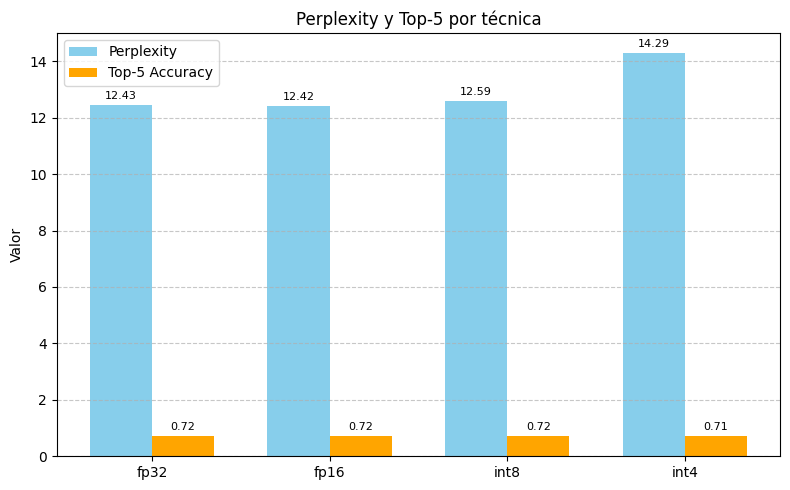 Perplexity y Top-5 por técnica
Perplexity
Top-5 Accuracy
Valor
14
12
10
8
6
4
2
0
12.43
0.72
12.42
0.72
12.59
0.72
14.29
0.71
fp32
fp16
int8
int4